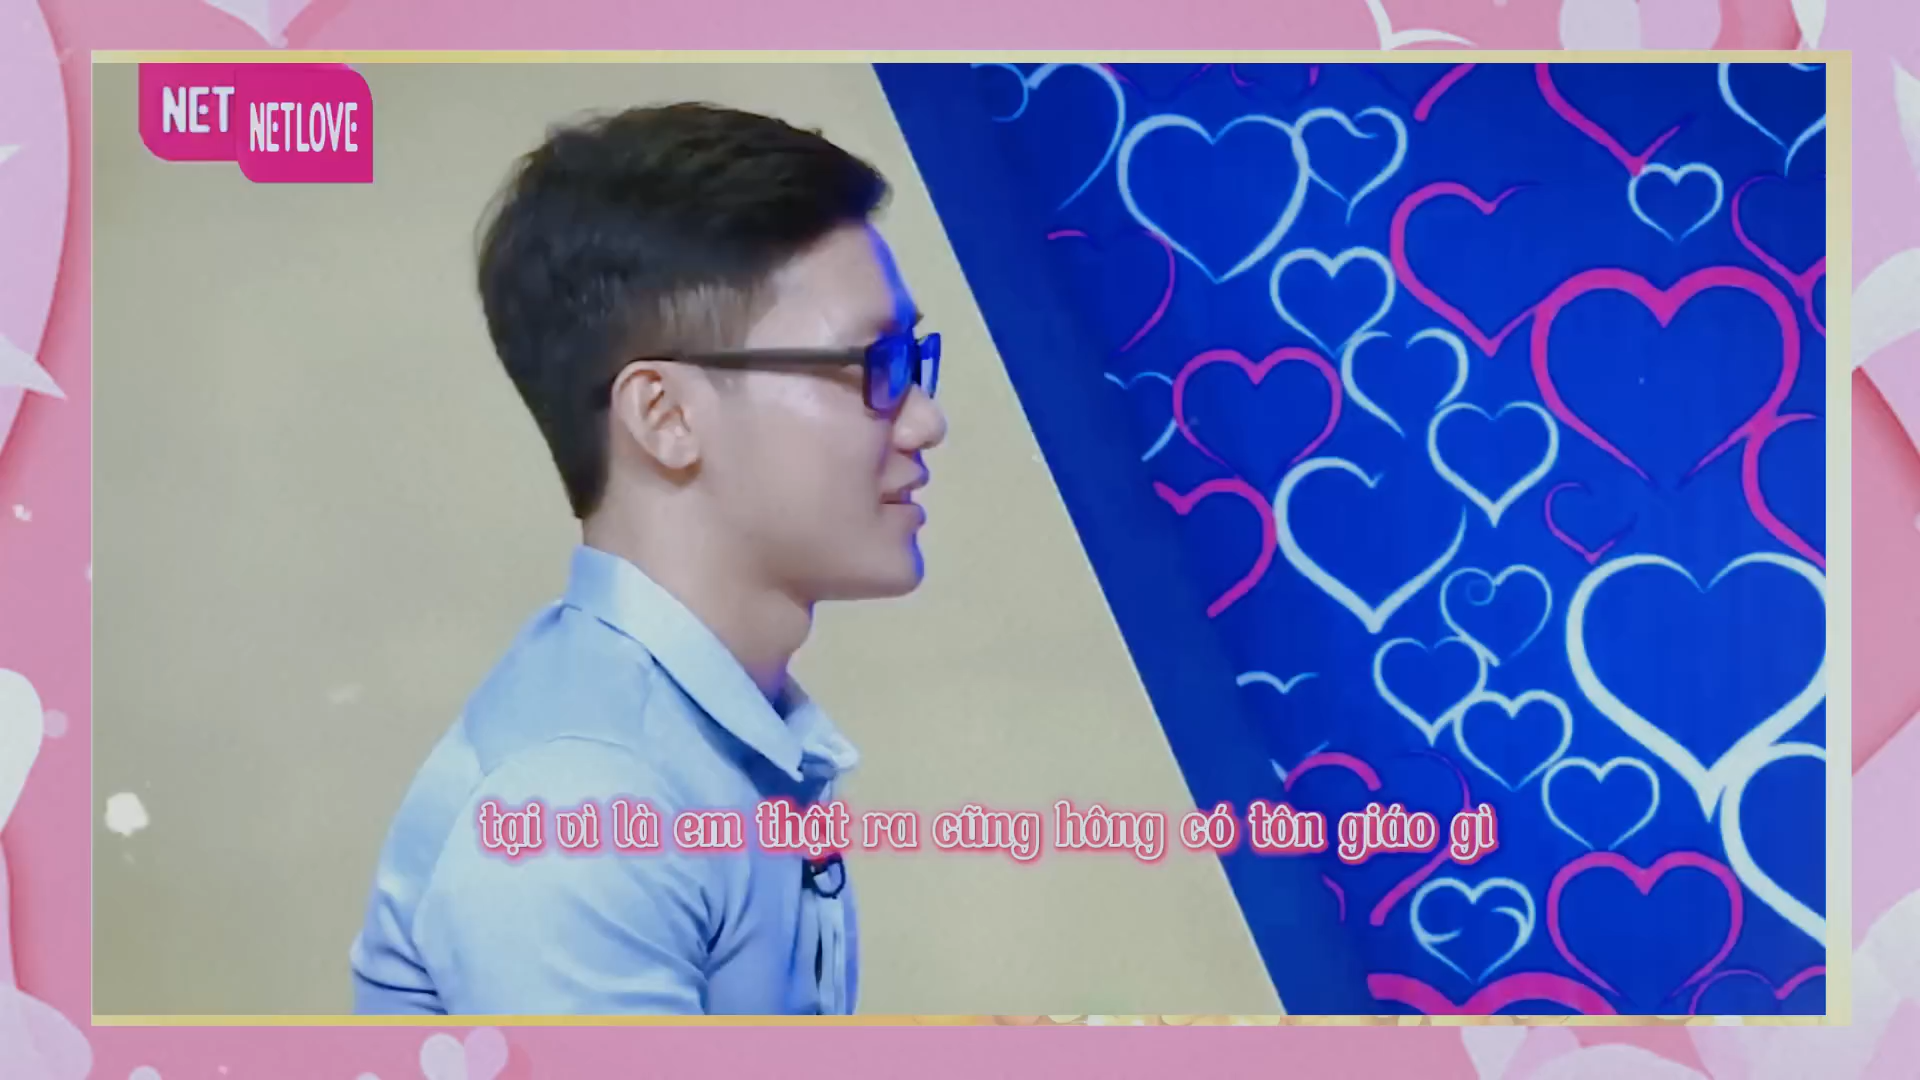 NET
NETLOVE
tại vì là em thật ra cũng hông có tôn giáo gì